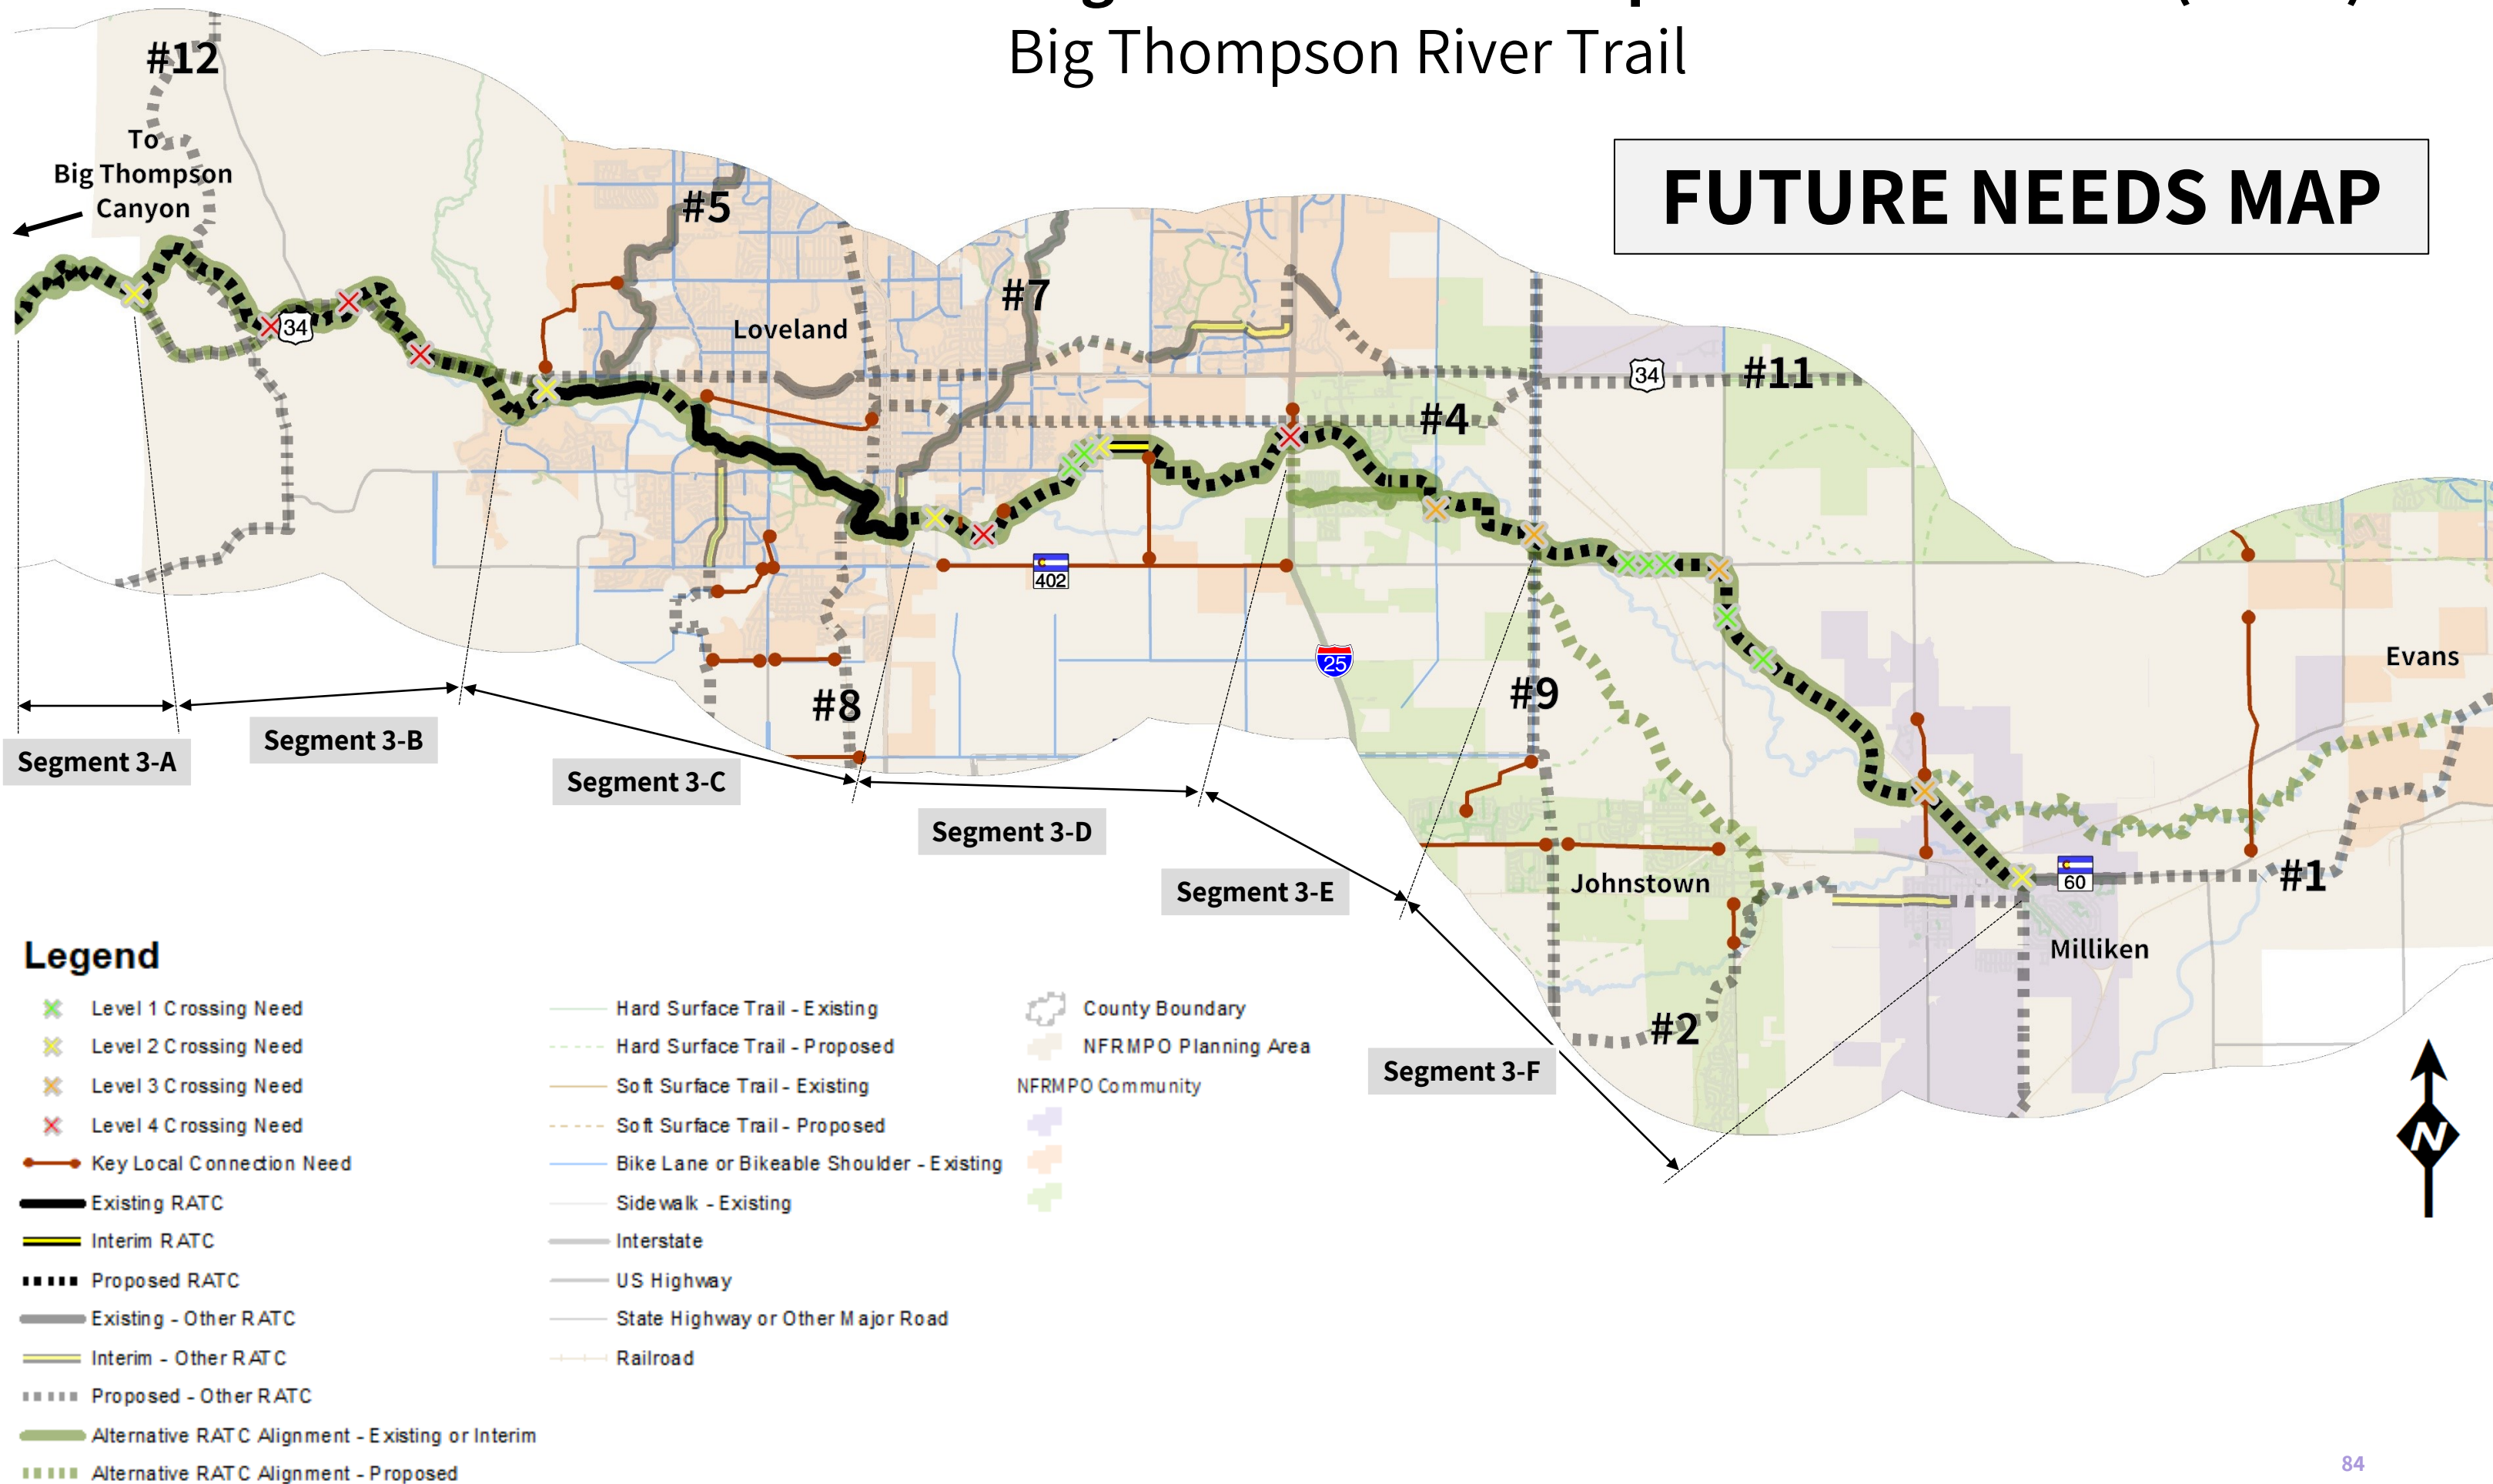 Big Thompson River Trail
FUTURE NEEDS MAP
#12
To
Big Thompson
Canyon
#5
#7
Loveland
34
34
#11
#4
402
25
Evans
#8
#9
Segment 3-A
Segment 3-B
Segment 3-C
Segment 3-D
Segment 3-E
Segment 3-F
Johnstown
60
#1
Milliken
#2
Legend
Level 1 Crossing Need
Level 2 Crossing Need
Level 3 Crossing Need
Level 4 Crossing Need
Key Local Connection Need
Existing RATC
Interim RATC
Proposed RATC
Existing - Other RATC
Interim - Other RATC
Proposed - Other RATC
Alternative RATC Alignment - Existing or Interim
Alternative RATC Alignment - Proposed
Hard Surface Trail - Existing
Hard Surface Trail - Proposed
Soft Surface Trail - Existing
Soft Surface Trail - Proposed
Bike Lane or Bikeable Shoulder - Existing
Sidewalk - Existing
Interstate
US Highway
State Highway or Other Major Road
Railroad
County Boundary
NFRMPO Planning Area
NFRMPO Community
N
84